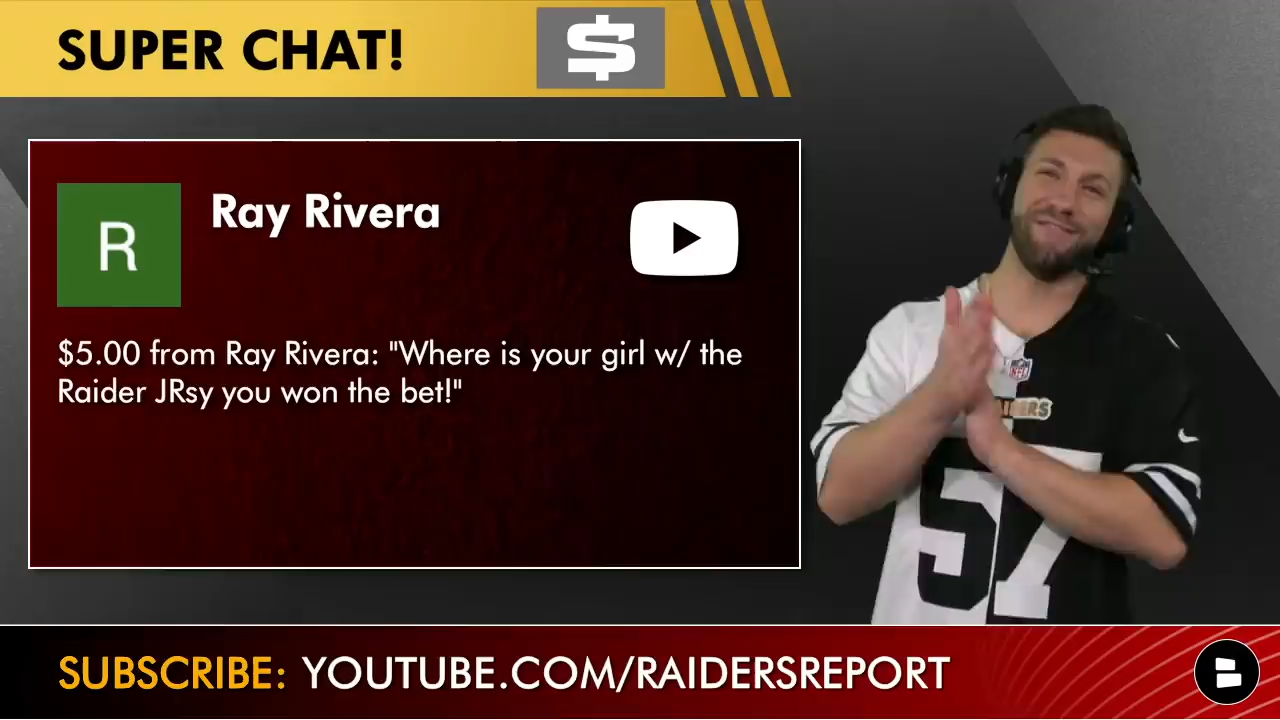 SUPER CHAT!
$
R
Ray Rivera
$5.00 from Ray Rivera: "Where is your girl w/ the
Raider JRsy you won the bet!"
NFL
57
SUBSCRIBE: YOUTUBE.COM/RAIDERSREPORT